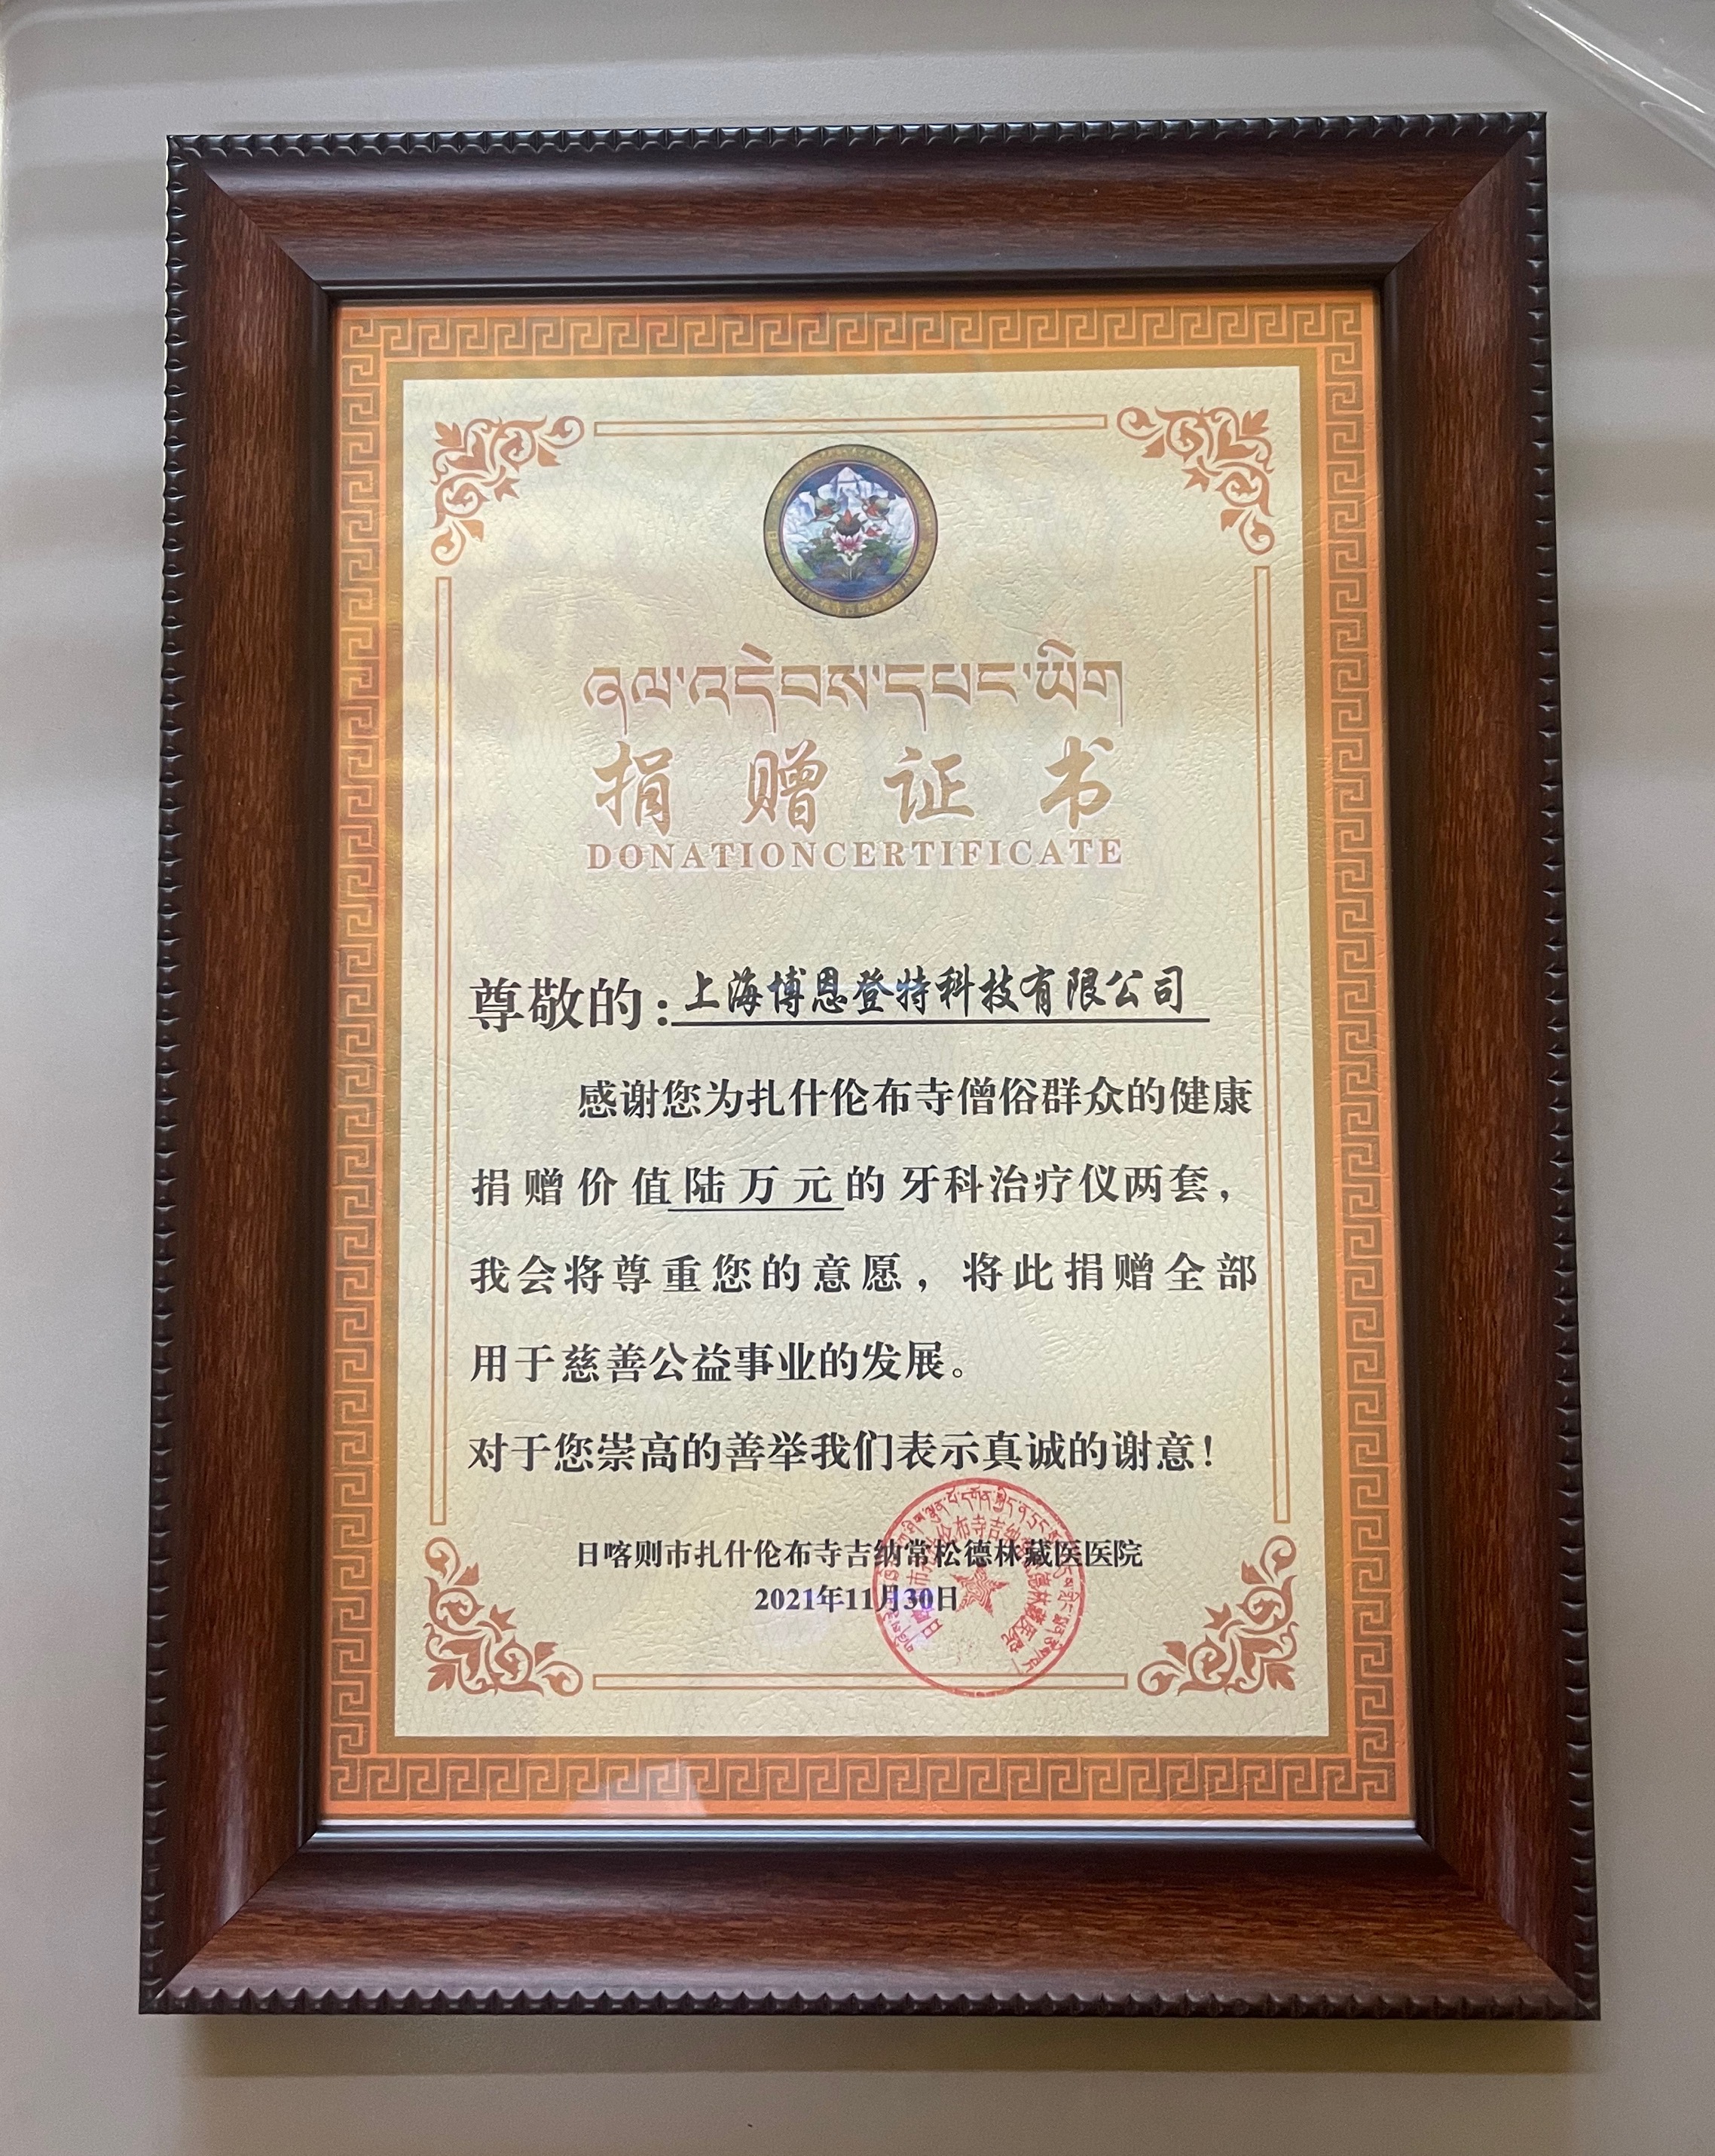 ཞལ་འདེབས་དཔང་ཡིག
捐赠证书
DONATIONCERTIFICATE
尊敬的：上海博恩登特科技有限公司
感谢您为扎什伦布寺僧俗群众的健康
捐赠价值陆万元的牙科治疗仪两套，
我会将尊重您的意愿，将此捐赠全部
用于慈善公益事业的发展。
对于您崇高的善举我们表示真诚的谢意！
日喀则市扎什伦布寺吉纳常松德林藏医医院
2021年11月30日